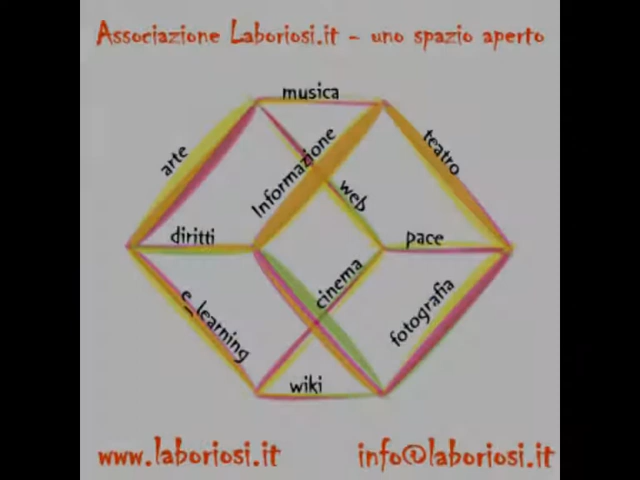 Associazione Laboriosi.it - uno spazio aperto
musica
arte
Informazione
teatro
web
diritti
pace
cinema
e_learning
fotografia
wiki
www.laboriosi.it
info@laboriosi.it